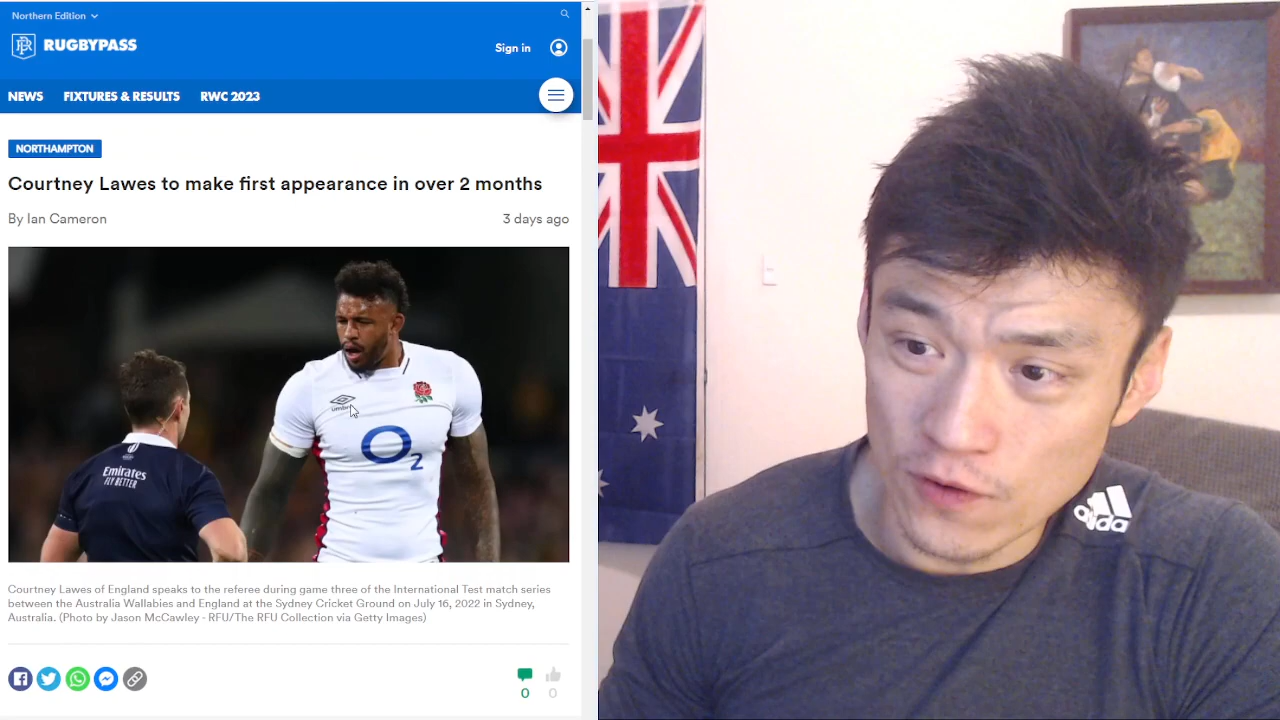 Northern Edition
RUGBYPASS
Sign in
NEWS
FIXTURES & RESULTS
RWC 2023
NORTHAMPTON
Courtney Lawes to make first appearance in over 2 months
By Ian Cameron
3 days ago
Emirates
FLY BETTER
umbro
O2
Courtney Lawes of England speaks to the referee during game three of the International Test match series
between the Australia Wallabies and England at the Sydney Cricket Ground on July 16, 2022 in Sydney,
Australia. (Photo by Jason McCawley - RFU/The RFU Collection via Getty Images)
0
0
adida